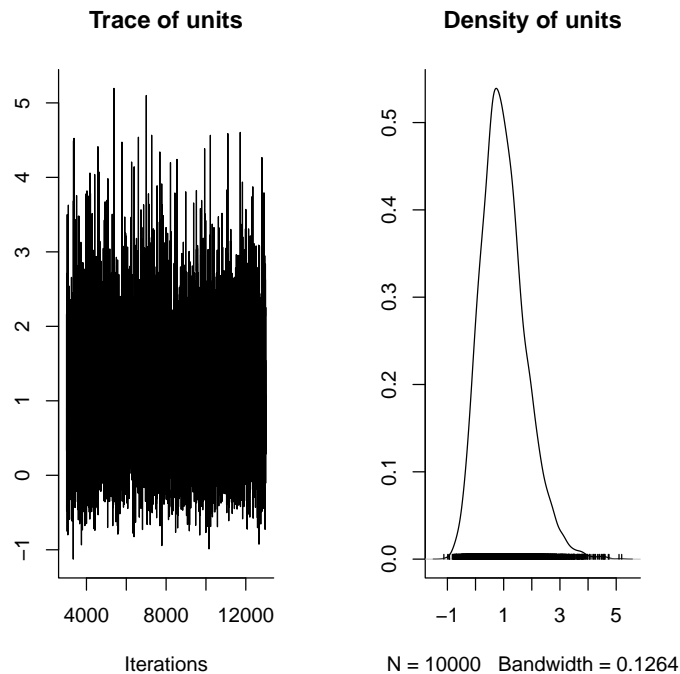 Trace of units
Density of units
5
4
3
2
1
0
−1
4000 8000 12000
Iterations
0.5
0.4
0.3
0.2
0.1
0.0
−1 1 3 5
N = 10000 Bandwidth = 0.1264